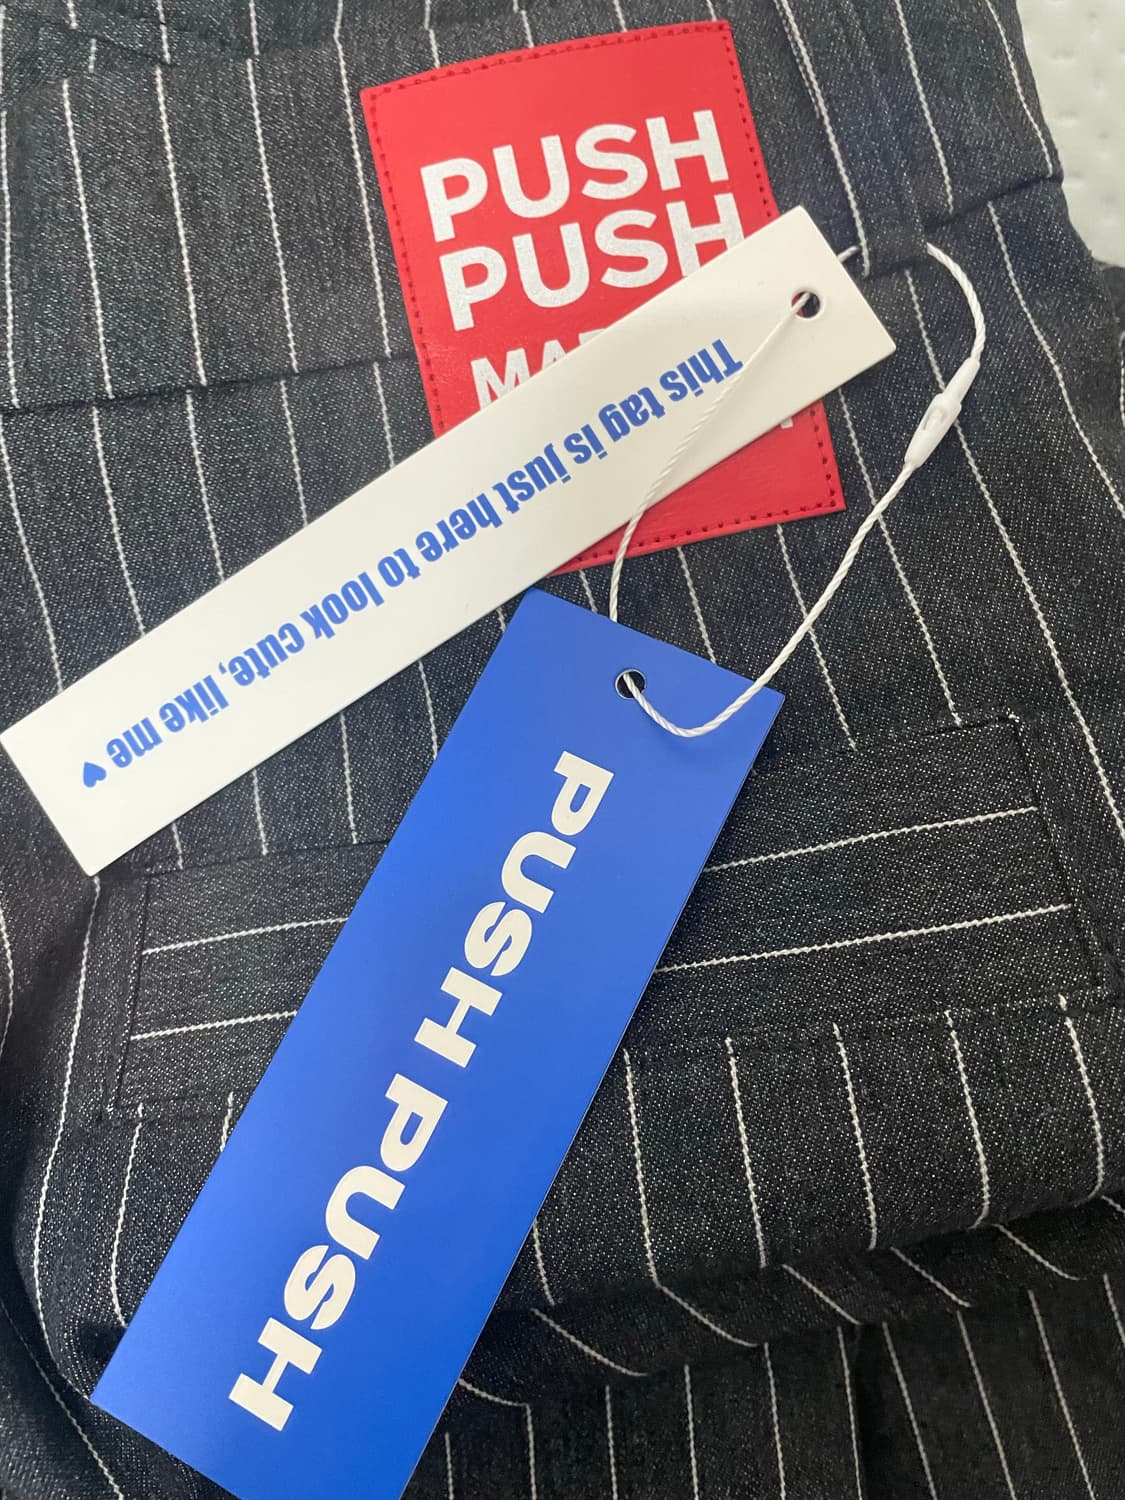 PUSH
PUSH
This tag is just here to look cute, like me ♥
PUSH PUSH